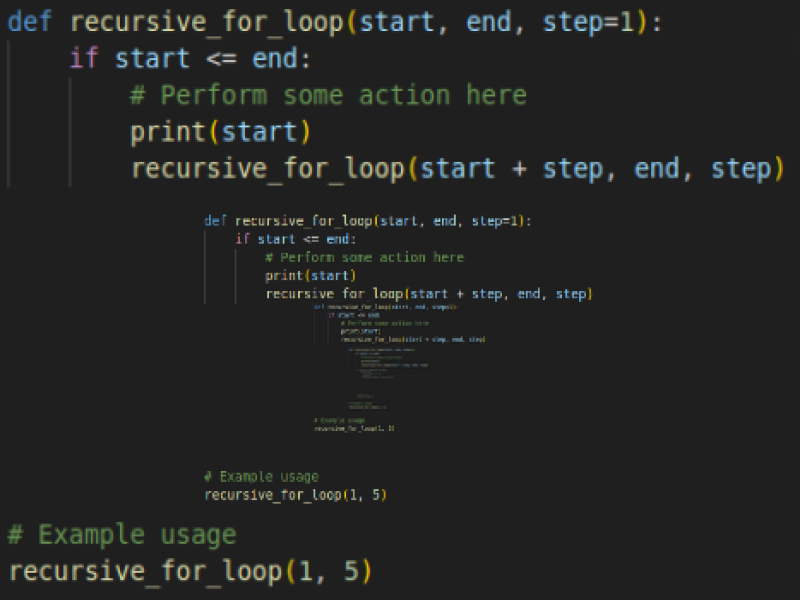 def recursive_for_loop(start, end, step=1):
if start <= end:
# Perform some action here
print(start)
recursive_for_loop(start + step, end, step)
def recursive_for_loop(start, end, step=1):
if start <= end:
# Perform some action here
print(start)
recursive for loop(start + step, end, step)
def recursive_for_loop(start, end, step=1):
if start <= end:
# Perform some action here
print(start)
recursive_for_loop(start + step, end, step)
# Example usage
recursive_for_loop(1, 5)
# Example usage
recursive_for_loop(1, 5)
# Example usage
recursive_for_loop(1, 5)